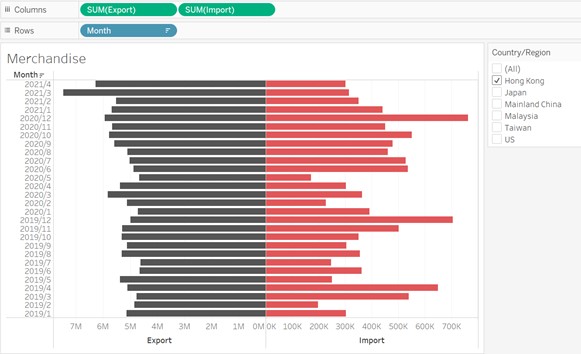 Columns SUM(Export) SUM(Import)
Rows Month
Merchandise
Month
2021/4
2021/3
2021/2
2021/1
2020/12
2020/11
2020/10
2020/9
2020/8
2020/7
2020/6
2020/5
2020/4
2020/3
2020/2
2020/1
2019/12
2019/11
2019/10
2019/9
2019/8
2019/7
2019/6
2019/5
2019/4
2019/3
2019/2
2019/1
7M 6M 5M 4M 3M 2M 1M 0M 0K 100K 200K 300K 400K 500K 600K 700K
Export Import
Country/Region
(All)
Hong Kong
Japan
Mainland China
Malaysia
Taiwan
US